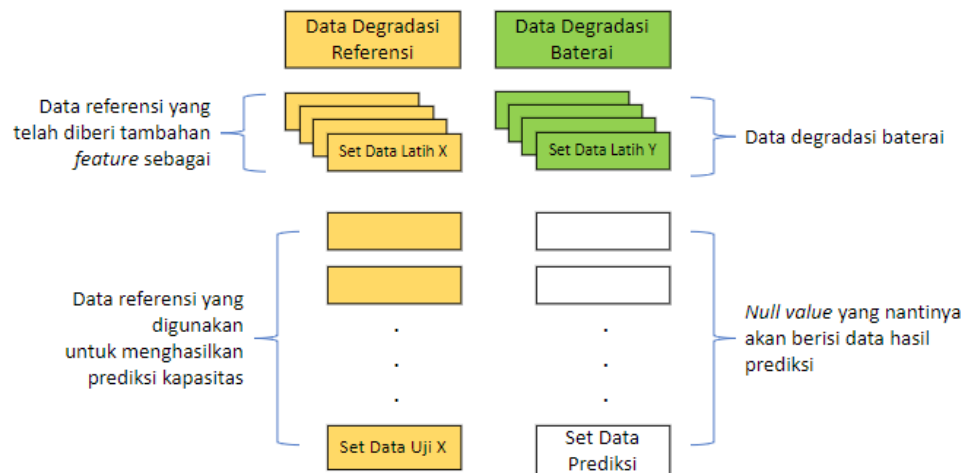 Data Degradasi
Referensi
Data Degradasi
Baterai
Data referensi yang
telah diberi tambahan
feature sebagai
Set Data Latih X
Set Data Latih Y
Data degradasi baterai
Data referensi yang
digunakan
untuk menghasilkan
prediksi kapasitas
.
.
.
.
.
.
Null value yang nantinya
akan berisi data hasil
prediksi
Set Data Uji X
Set Data
Prediksi